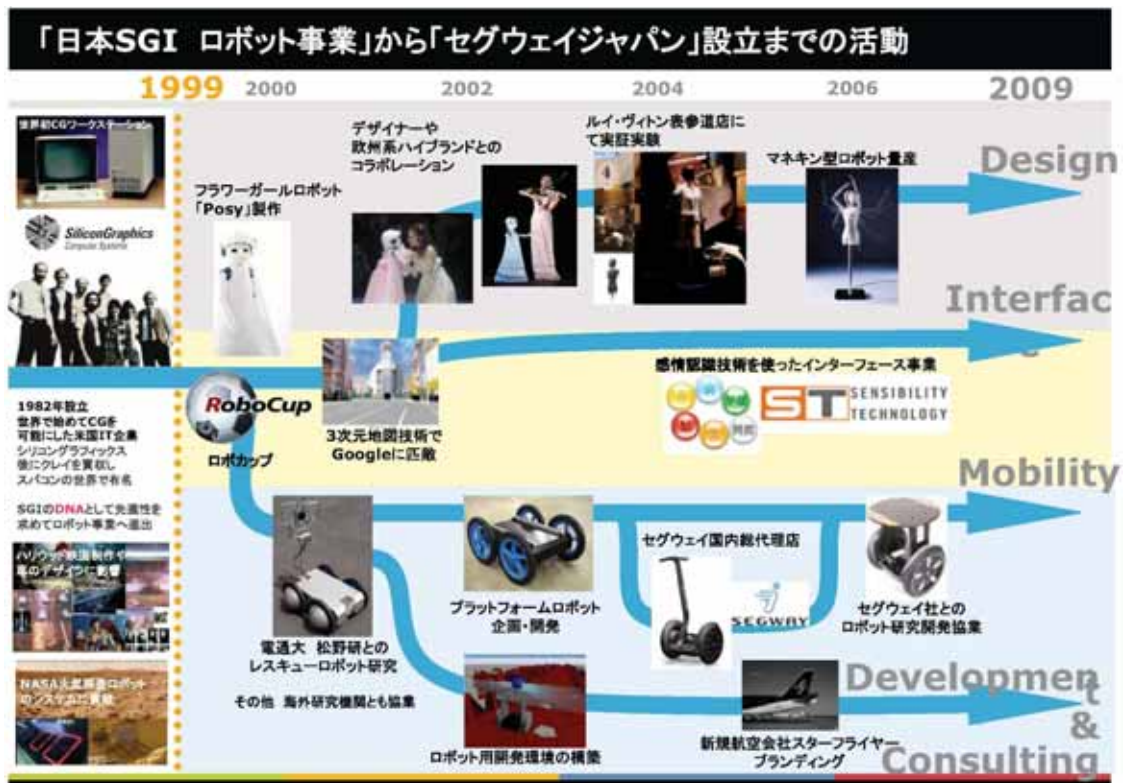 「日本SGI ロボット事業」から「セグウェイジャパン」設立までの活動
1999 2000 2002 2004 2006 2009
世界初CGワークステーション
SiliconGraphics
Computer Systems
1982年設立
世界で始めてCGを
可能にした米国IT企業
シリコングラフィックス
後にクレイを買収し
スパコンの世界で有名
SGIのDNAとして先進性を
求めてロボット事業へ進出
ハリウッド映画製作や
車のデザインに影響
NASA火星探査ロボット
のシステムに貢献
フラワーガールロボット
「Posy」製作
デザイナーや
欧州系ハイブランドとの
コラボレーション
ルイ・ヴィトン表参道店に
て実証実験
マネキン型ロボット量産
Design
Interfac
e
RoboCup
ロボカップ
3次元地図技術で
Googleに匹敵
感情認識技術を使ったインターフェース事業
ST SENSIBILITY
TECHNOLOGY
Mobility
電通大 松野研との
レスキューロボット研究
その他 海外研究機関とも協業
プラットフォームロボット
企画・開発
セグウェイ国内総代理店
SEGWAY
セグウェイ社との
ロボット研究開発協業
ロボット用開発環境の構築
新規航空会社スターフライヤー
ブランディング
Developmen
t
&
Consulting